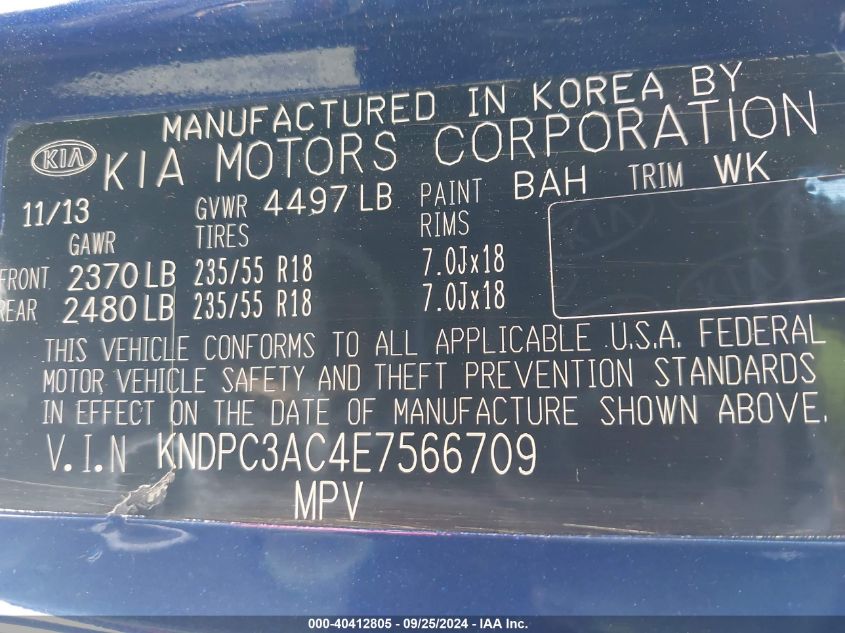 MANUFACTURED IN KOREA BY
KIA KIA MOTORS CORPORATION
11/13 GVWR 4497 LB PAINT BAH TRIM WK
GAWR TIRES RIMS
FRONT 2370 LB 235/55 R18 7.0Jx18
REAR 2480 LB 235/55 R18 7.0Jx18
THIS VEHICLE CONFORMS TO ALL APPLICABLE U.S.A. FEDERAL
MOTOR VEHICLE SAFETY AND THEFT PREVENTION STANDARDS
IN EFFECT ON THE DATE OF MANUFACTURE SHOWN ABOVE.
V.I.N KNDPC3AC4E7566709
MPV
000-40412805 - 09/25/2024 - IAA Inc.